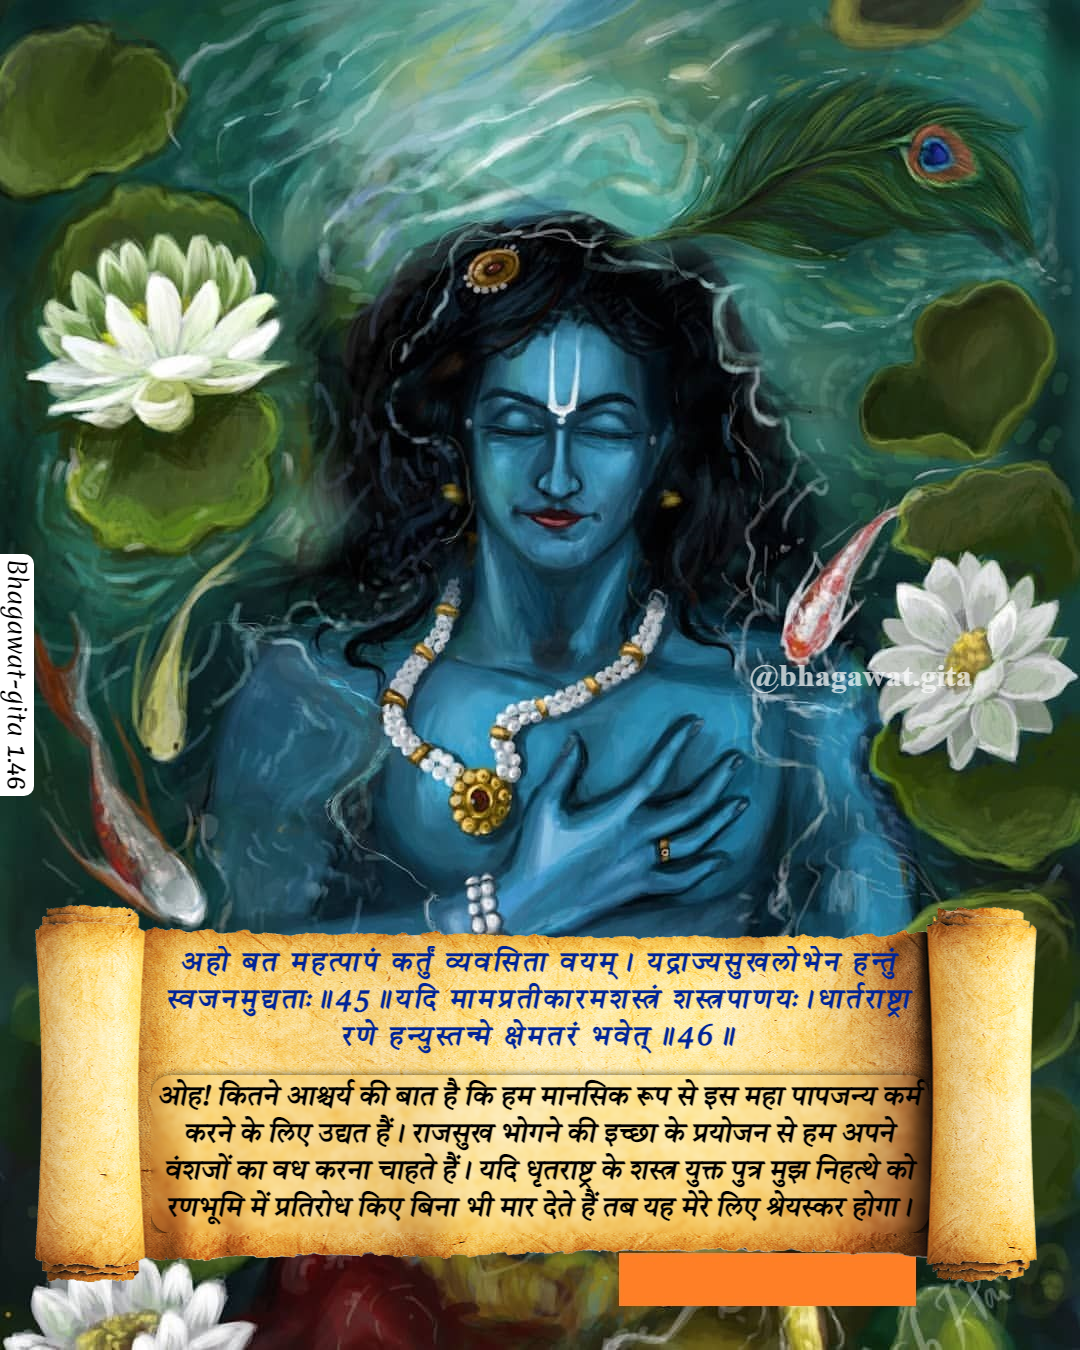 Bhagawat-gita 1.46
@bhagawat.gita
अहो बत महत्पापं कर्तुं व्यवसिता वयम्। यद्राज्यसुखलोभेन हन्तुं
स्वजनमुद्यताः॥45॥यदि मामप्रतीकारमशस्त्रं शस्त्रपाणयः।धार्तराष्ट्रा
रणे हन्युस्तन्मे क्षेमतरं भवेत्॥46॥
ओह! कितने आश्चर्य की बात है कि हम मानसिक रूप से इस महा पापजन्य कर्म
करने के लिए उद्यत हैं। राजसुख भोगने की इच्छा के प्रयोजन से हम अपने
वंशजों का वध करना चाहते हैं। यदि धृतराष्ट्र के शस्त्र युक्त पुत्र मुझ निहत्थे को
रणभूमि में प्रतिरोध किए बिना भी मार देते हैं तब यह मेरे लिए श्रेयस्कर होगा।